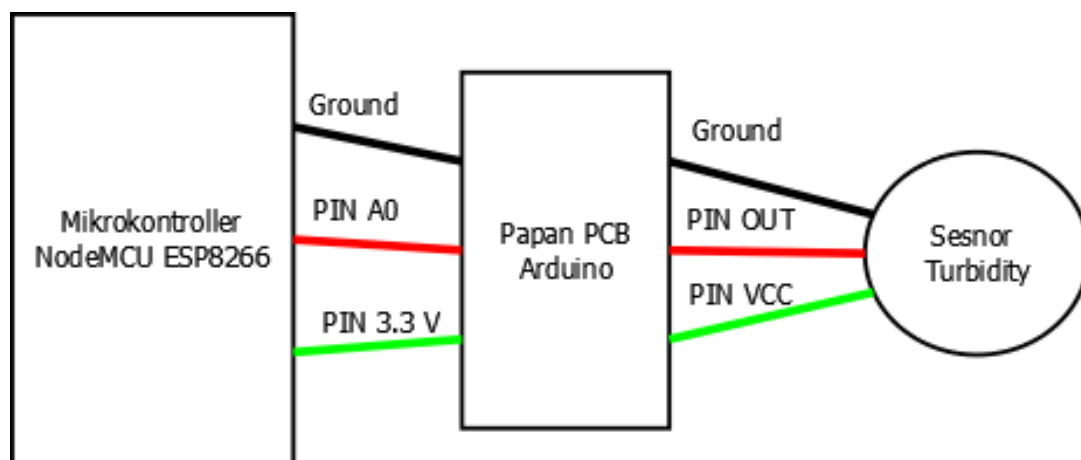 Mikrokontroller
NodeMCU ESP8266
Ground
PIN A0
PIN 3.3 V
Papan PCB
Arduino
Ground
PIN OUT
PIN VCC
Sesnor
Turbidity